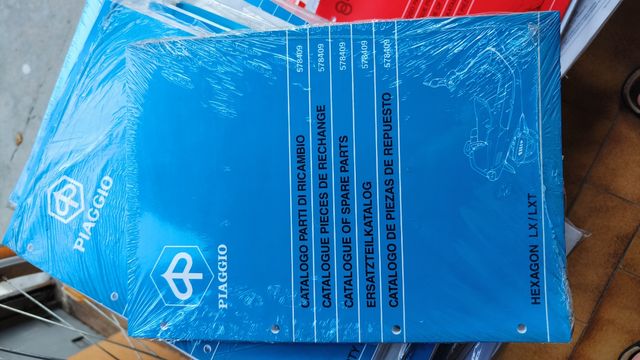 PIAGGIO
CATALOGO PARTI DI RICAMBIO 578409
CATALOGUE PIECES DE RECHANGE 578409
CATALOGUE OF SPARE PARTS 578409
ERSATZTEILKATALOG 578409
CATALOGO DE PIEZAS DE REPUESTO 578409
HEXAGON LX/LXT
PIAGGIO